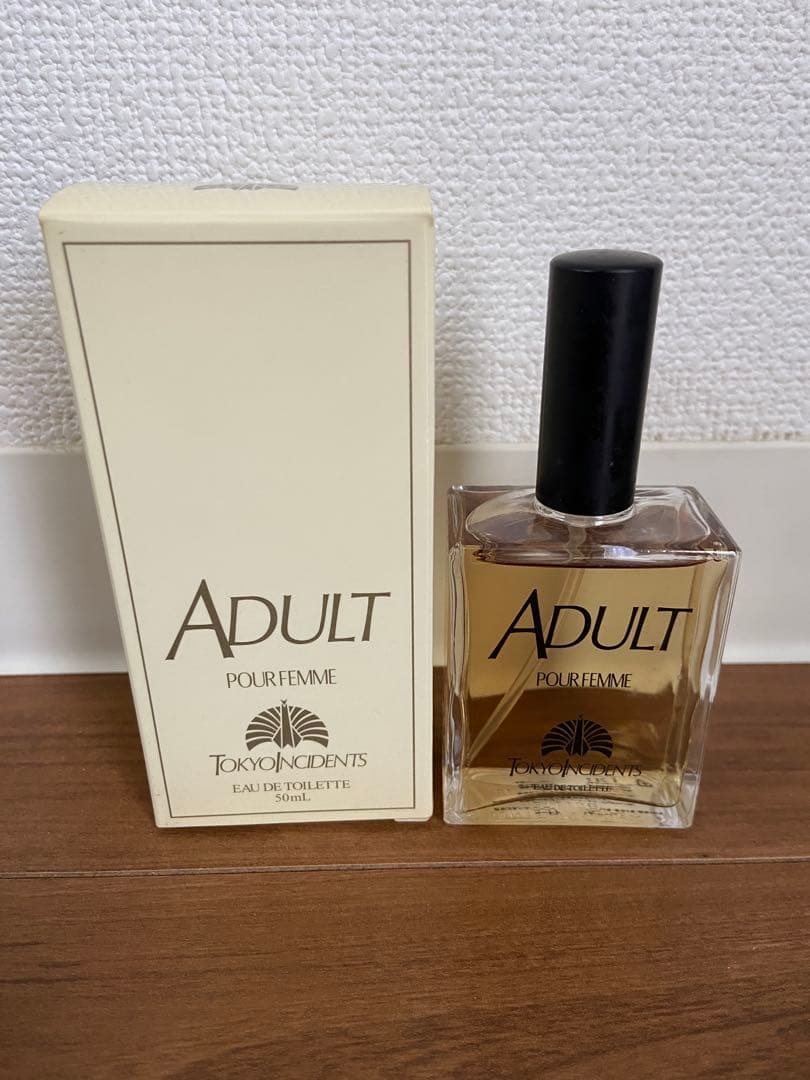 ADULT
POUR FEMME
TOKYO INCIDENTS
EAU DE TOILETTE
50mL
ADULT
POUR FEMME
TOKYO INCIDENTS
EAU DE TOILETTE